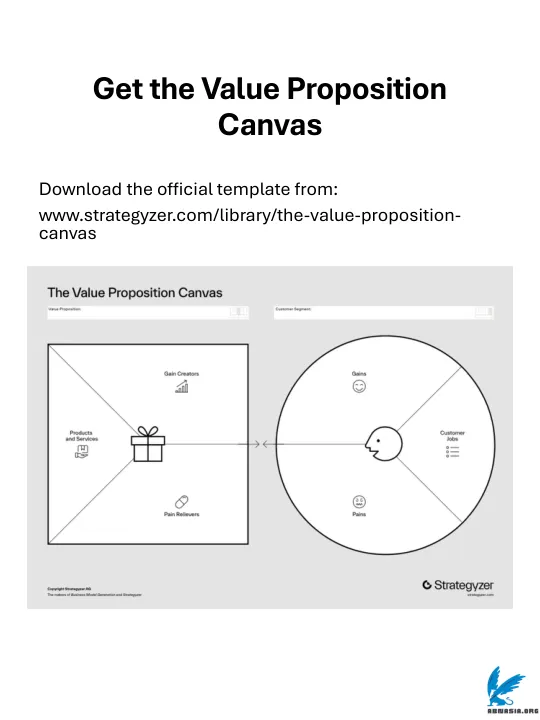 Get the Value Proposition
Canvas
Download the official template from:
www.strategyzer.com/library/the-value-proposition-
canvas
The Value Proposition Canvas
Value Proposition:
Customer Segment:
Gain Creators
Gains
Products
and Services
Customer
Jobs
Pain Relievers
Pains
Copyright Strategyzer AG
The makers of Business Model Generation and Strategyzer
Strategyzer
strategyzer.com
ABNASIA.ORG